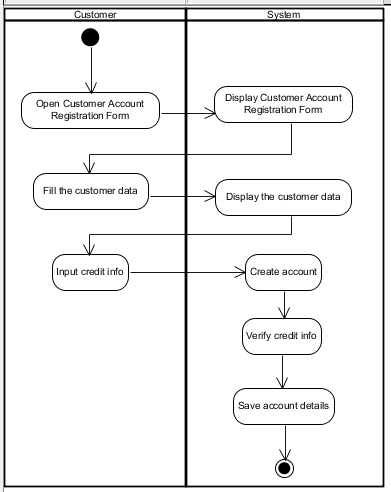 Customer
System
Open Customer Account
Registration Form
Display Customer Account
Registration Form
Fill the customer data
Display the customer data
Input credit info
Create account
Verify credit info
Save account details